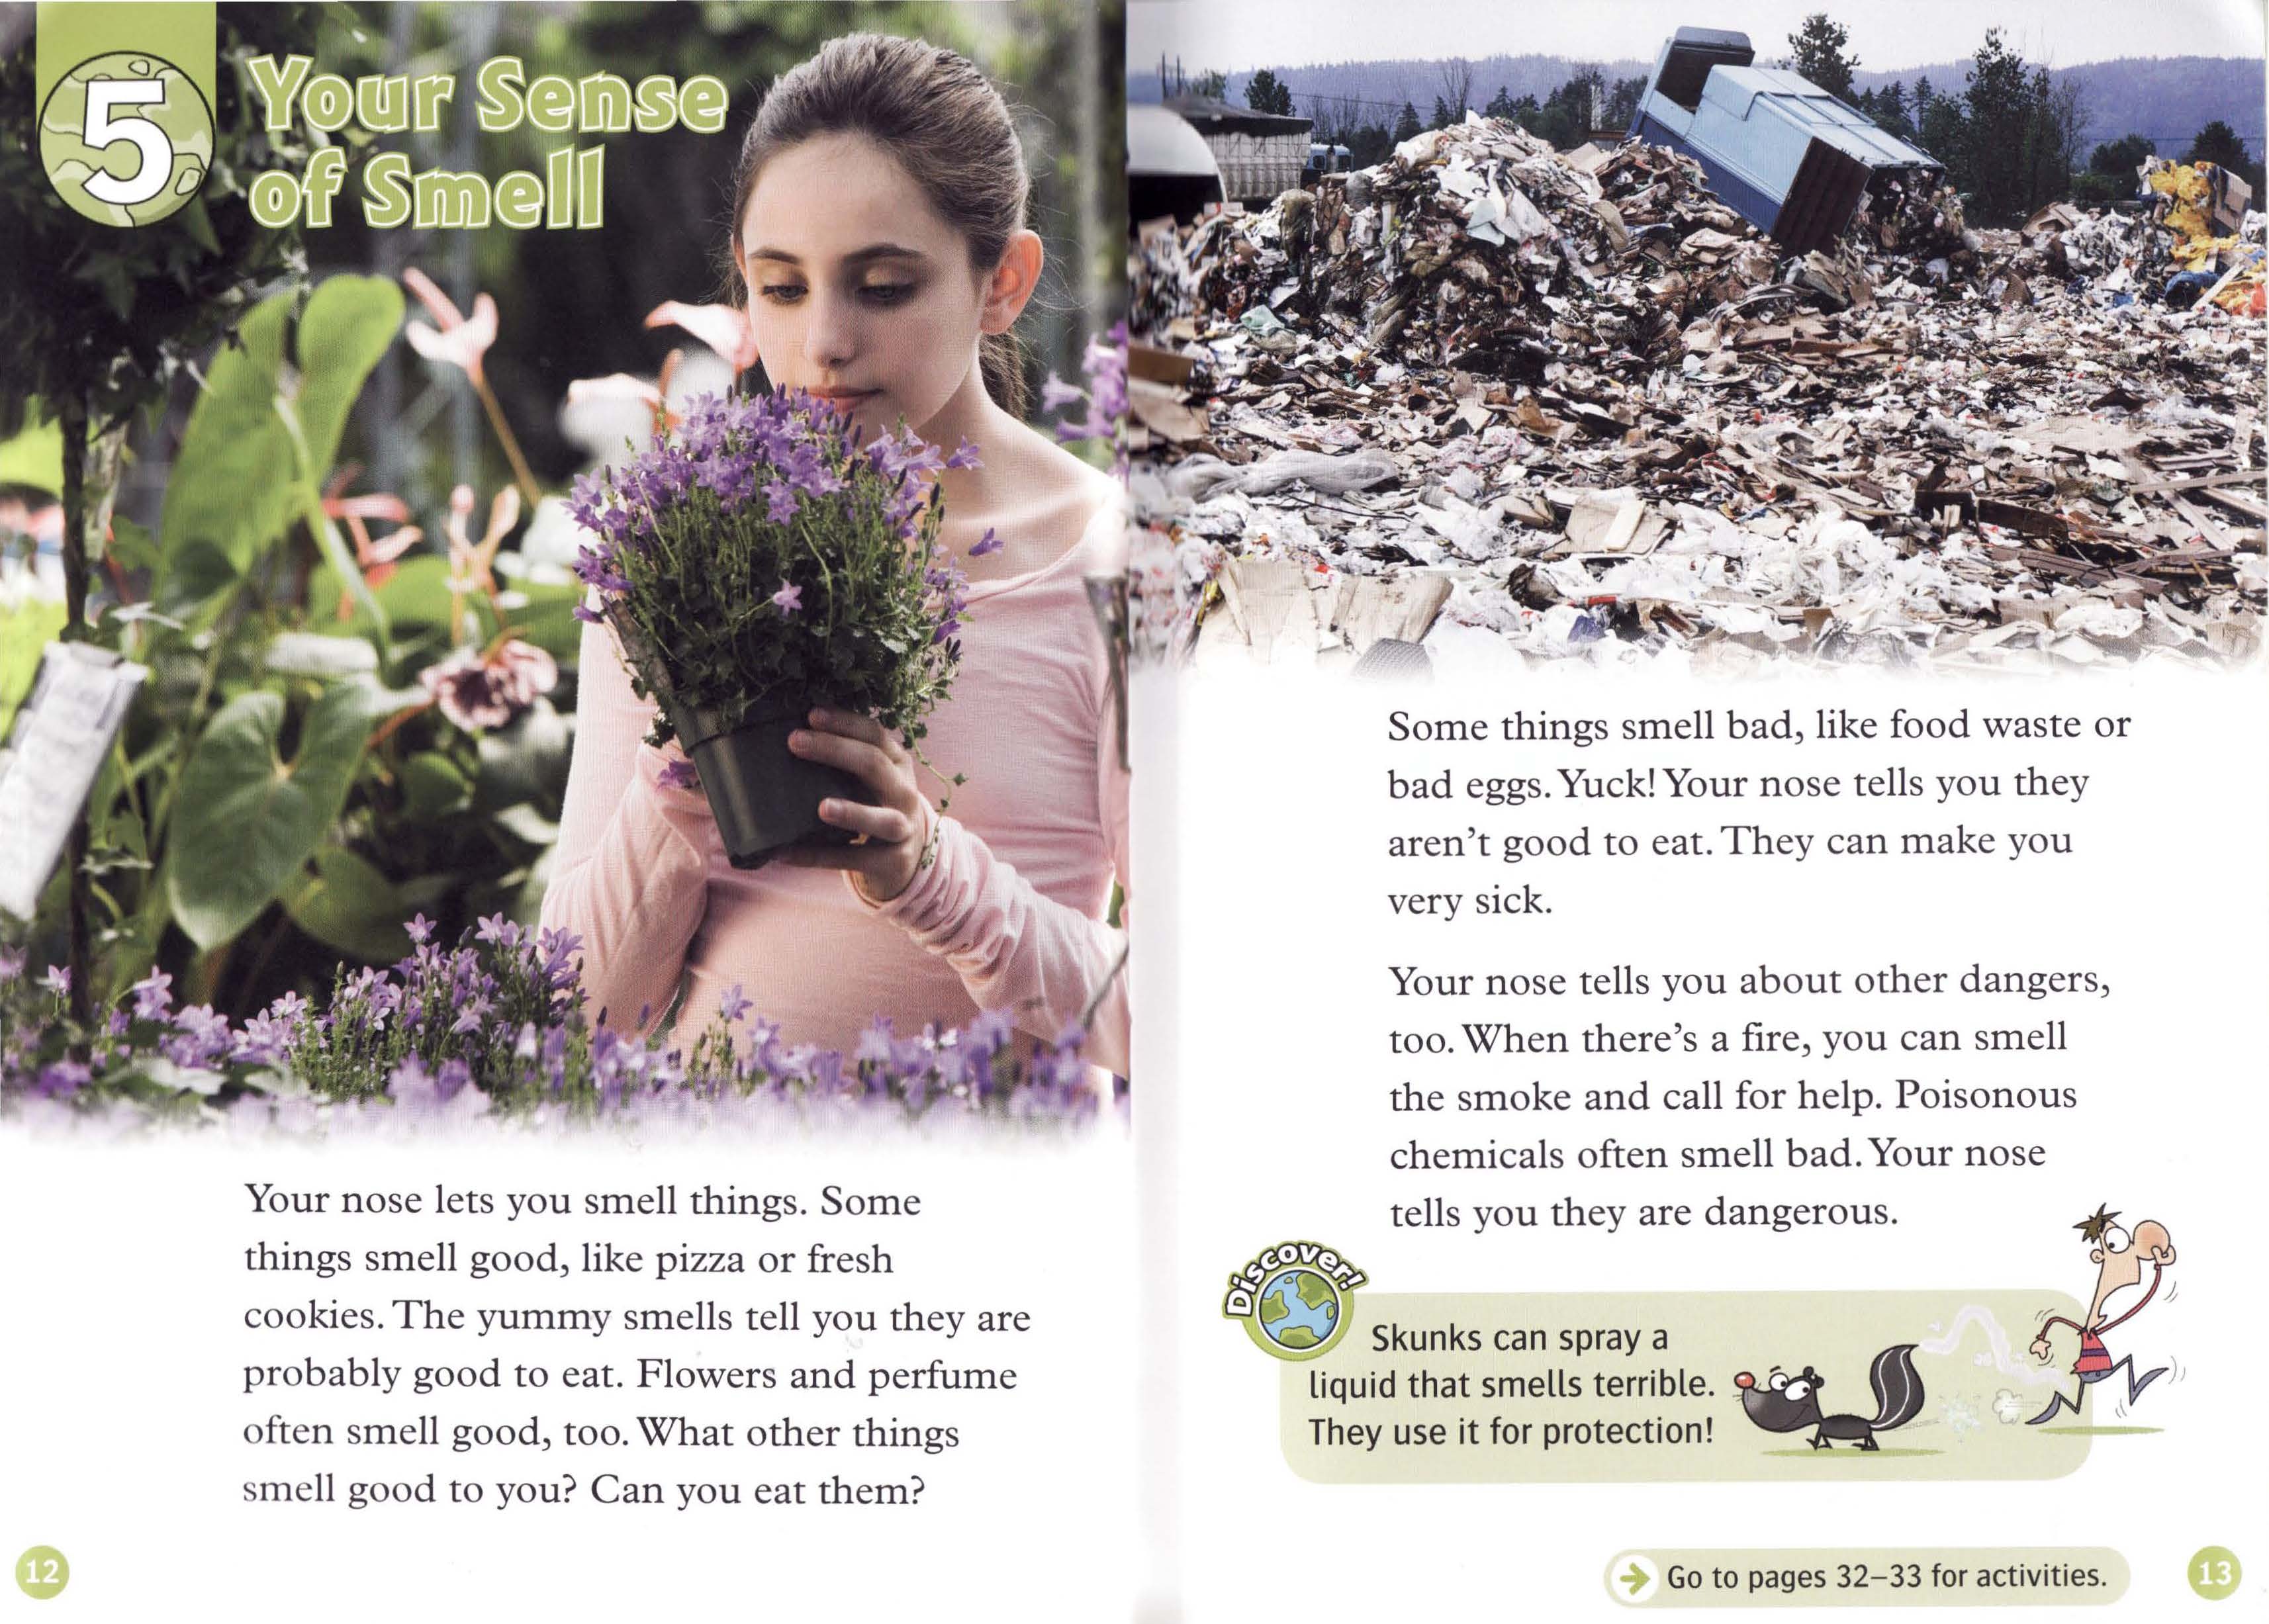 5
Your Sense
of Smell
Your nose lets you smell things. Some
things smell good, like pizza or fresh
cookies. The yummy smells tell you they are
probably good to eat. Flowers and perfume
often smell good, too. What other things
smell good to you? Can you eat them?
12
Some things smell bad, like food waste or
bad eggs. Yuck! Your nose tells you they
aren't good to eat. They can make you
very sick.
Your nose tells you about other dangers,
too. When there's a fire, you can smell
the smoke and call for help. Poisonous
chemicals often smell bad. Your nose
tells you they are dangerous.
Discover!
Skunks can spray a
liquid that smells terrible.
They use it for protection!
Go to pages 32–33 for activities.
13